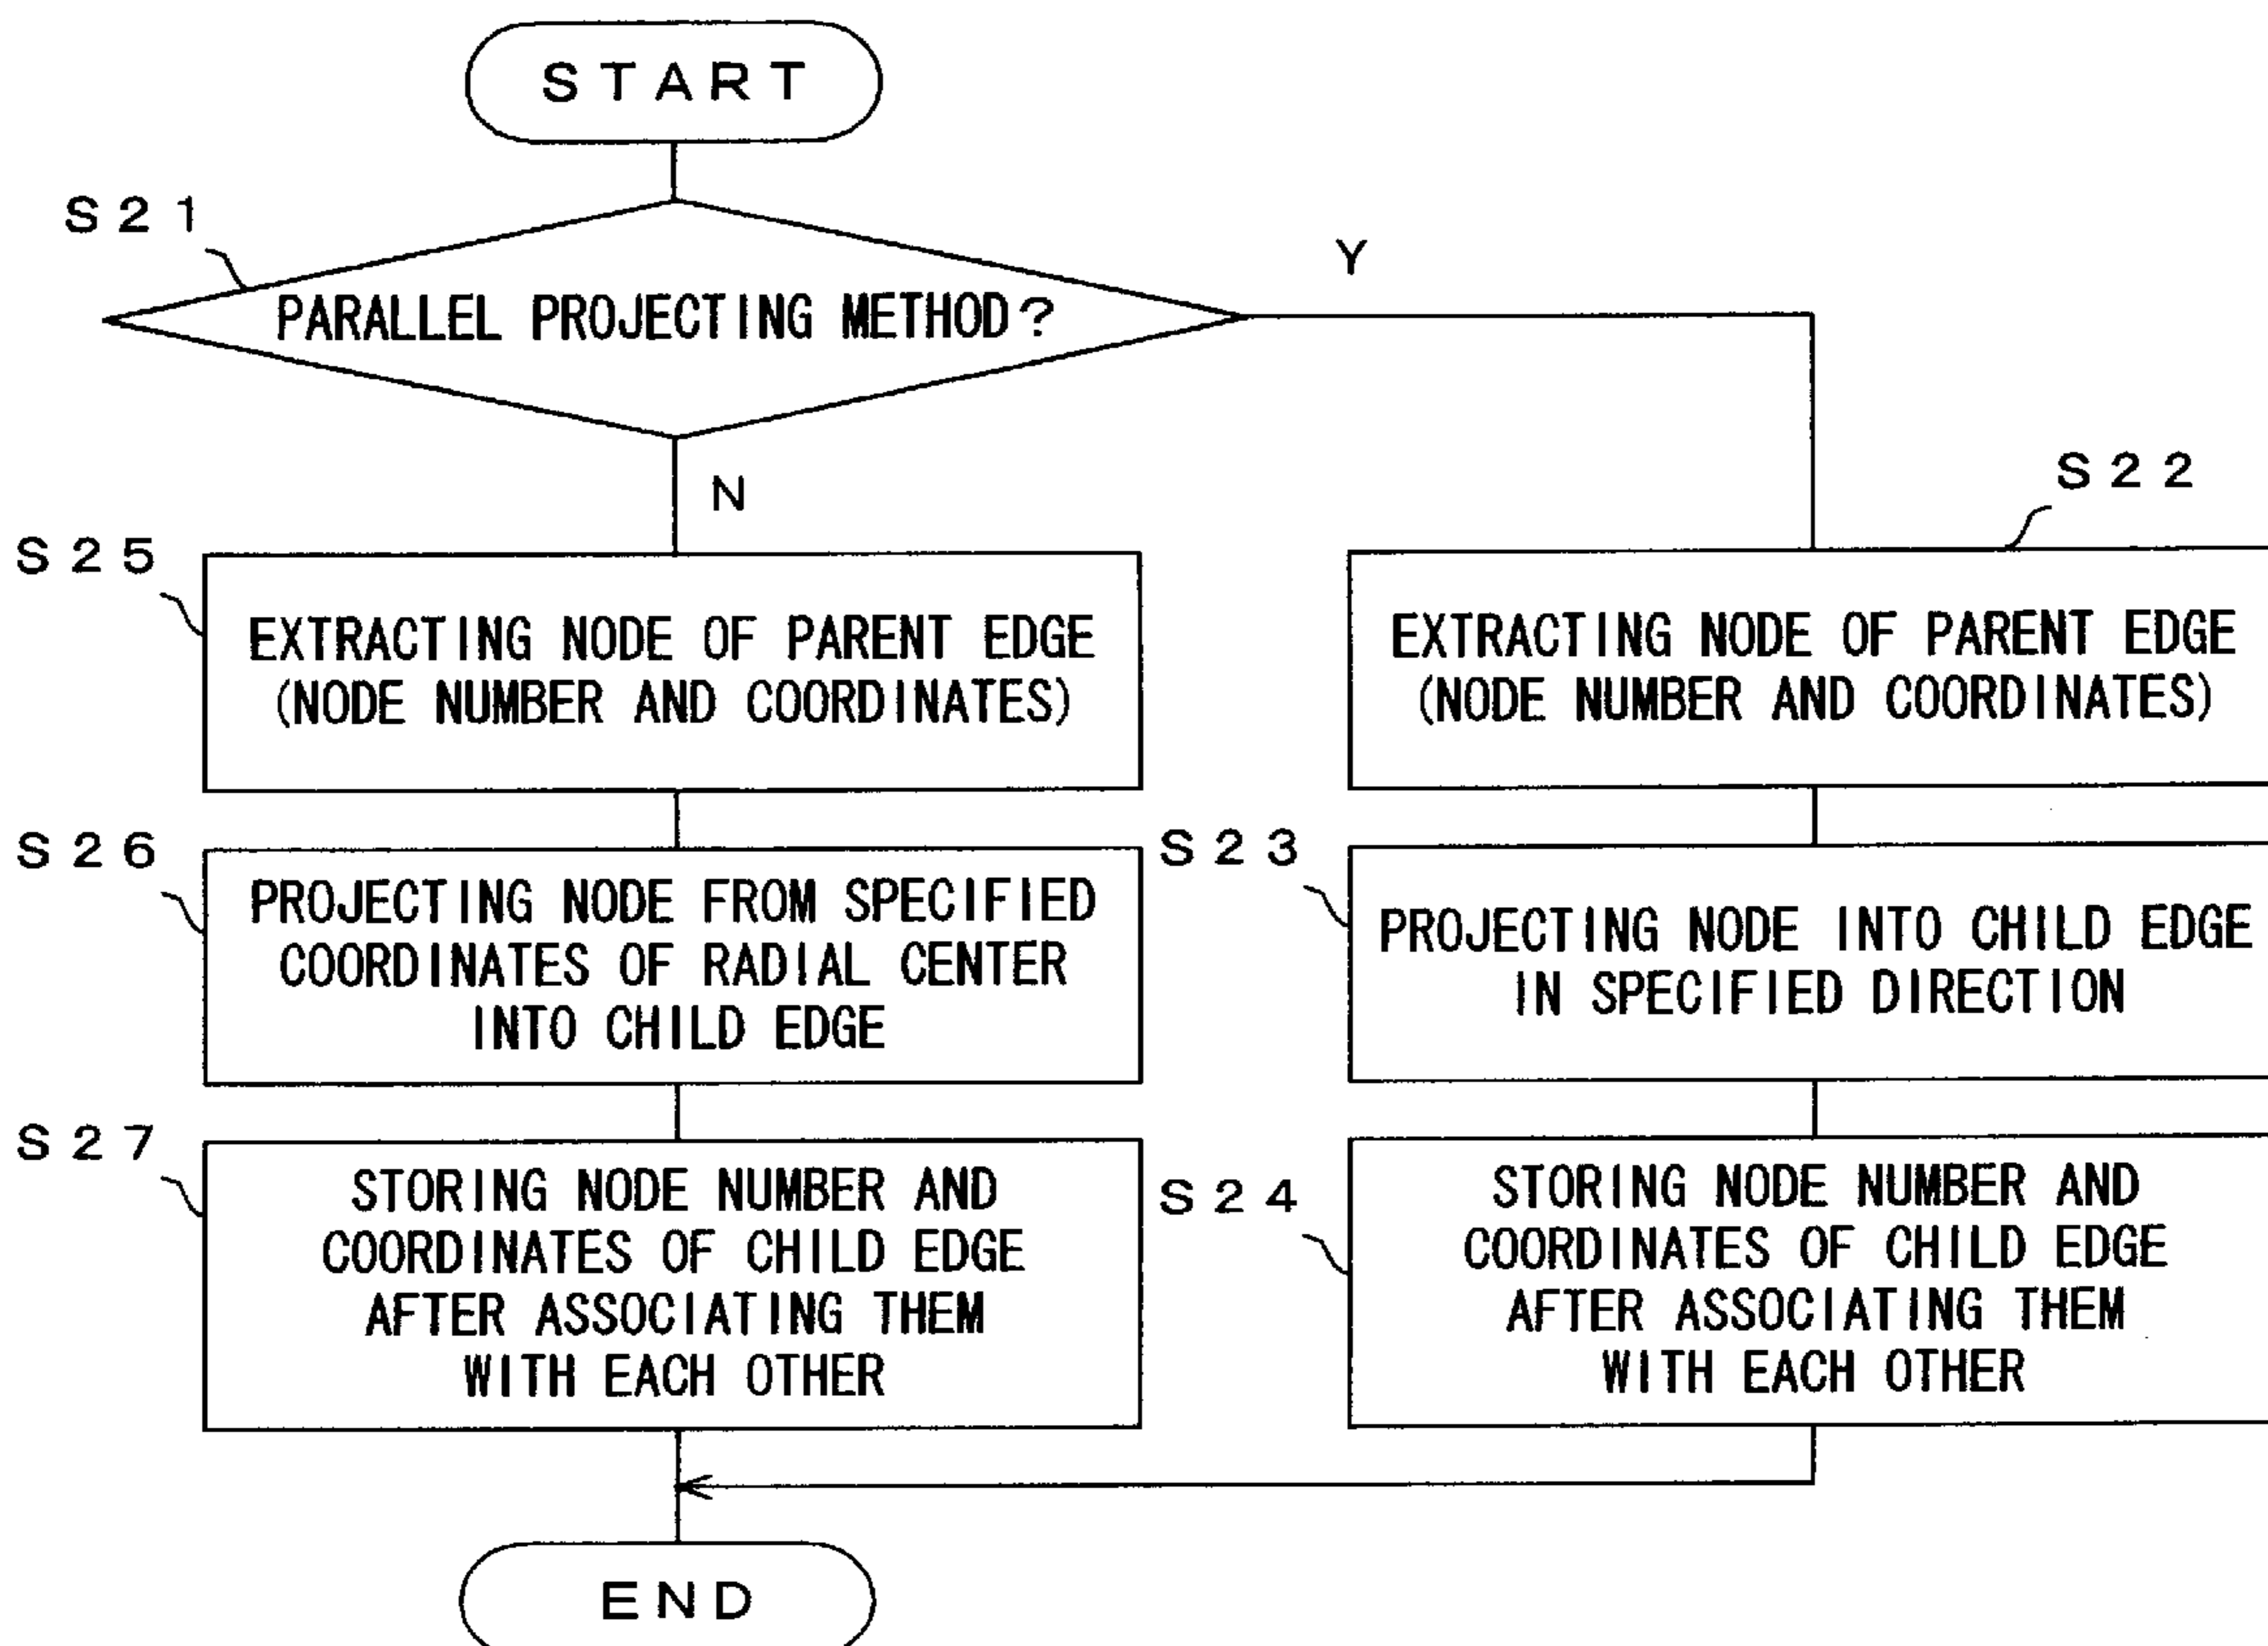 START
S21
PARALLEL PROJECTING METHOD?
Y
N
S25
EXTRACTING NODE OF PARENT EDGE
(NODE NUMBER AND COORDINATES)
S26
PROJECTING NODE FROM SPECIFIED
COORDINATES OF RADIAL CENTER
INTO CHILD EDGE
S27
STORING NODE NUMBER AND
COORDINATES OF CHILD EDGE
AFTER ASSOCIATING THEM
WITH EACH OTHER
S22
EXTRACTING NODE OF PARENT EDGE
(NODE NUMBER AND COORDINATES)
S23
PROJECTING NODE INTO CHILD EDGE
IN SPECIFIED DIRECTION
S24
STORING NODE NUMBER AND
COORDINATES OF CHILD EDGE
AFTER ASSOCIATING THEM
WITH EACH OTHER
END